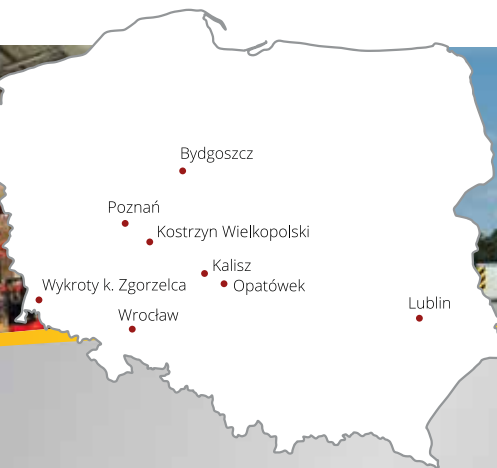 Bydgoszcz
Poznań
Kostrzyn Wielkopolski
Kalisz
Wykroty k. Zgorzelca
Opatówek
Lublin
Wrocław